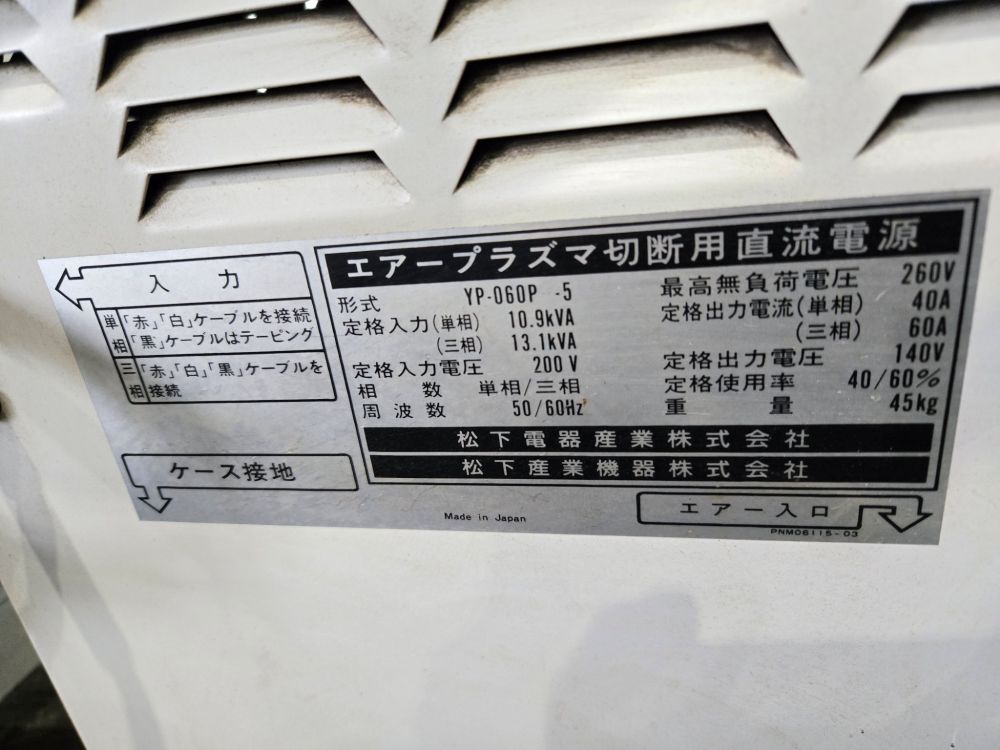 入力
単相 「赤」「白」ケーブルを接続
「黒」ケーブルはテーピング
三相 「赤」「白」「黒」ケーブルを
接続
ケース接地
エアープラズマ切断用直流電源
形式 YP-060P -5
定格入力(単相) 10.9kVA
(三相) 13.1kVA
定格入力電圧 200V
相数 単相/三相
周波数 50/60Hz
最高無負荷電圧 260V
定格出力電流(単相) 40A
(三相) 60A
定格出力電圧 140V
定格使用率 40/60%
重量 45kg
松下電器産業株式会社
松下産業機器株式会社
Made in Japan
エアー入口
PNM06115-03